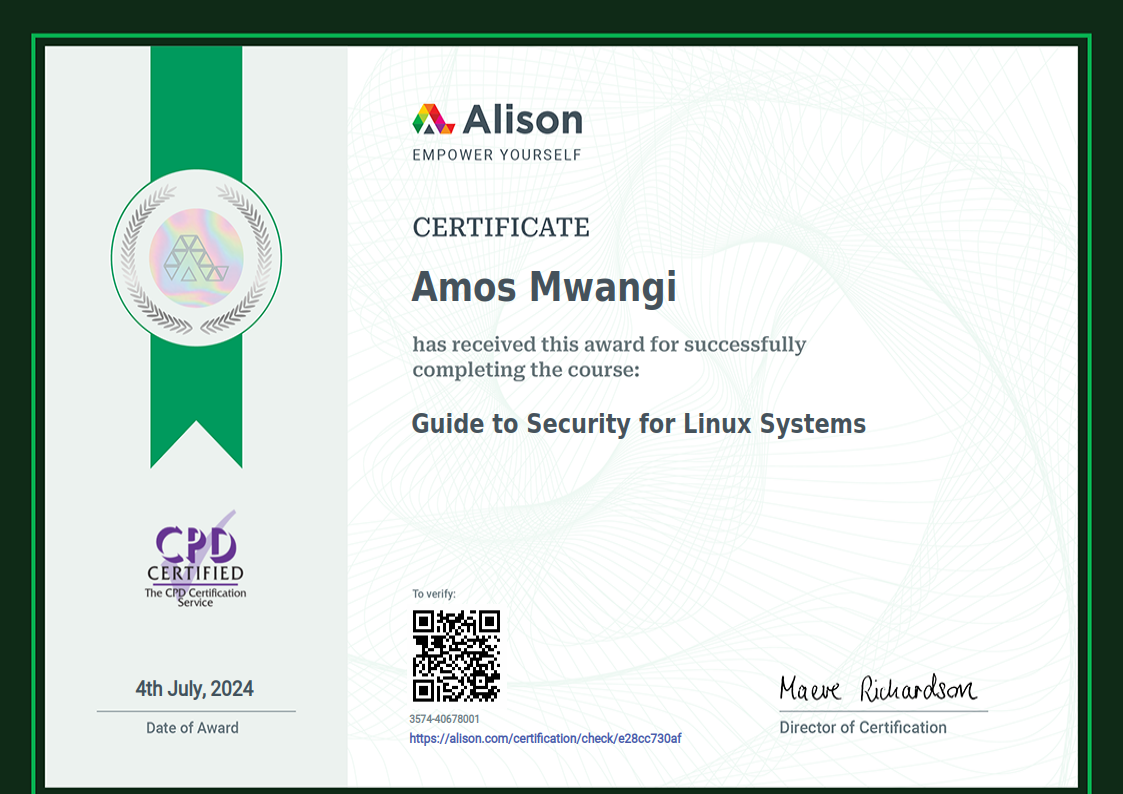 Alison
EMPOWER YOURSELF
CERTIFICATE
Amos Mwangi
has received this award for successfully
completing the course:
Guide to Security for Linux Systems
CPD
CERTIFIED
The CPD Certification
Service
4th July, 2024
Date of Award
To verify:
3574-40678001
https://alison.com/certification/check/e28cc730af
Maeve Richardson
Director of Certification